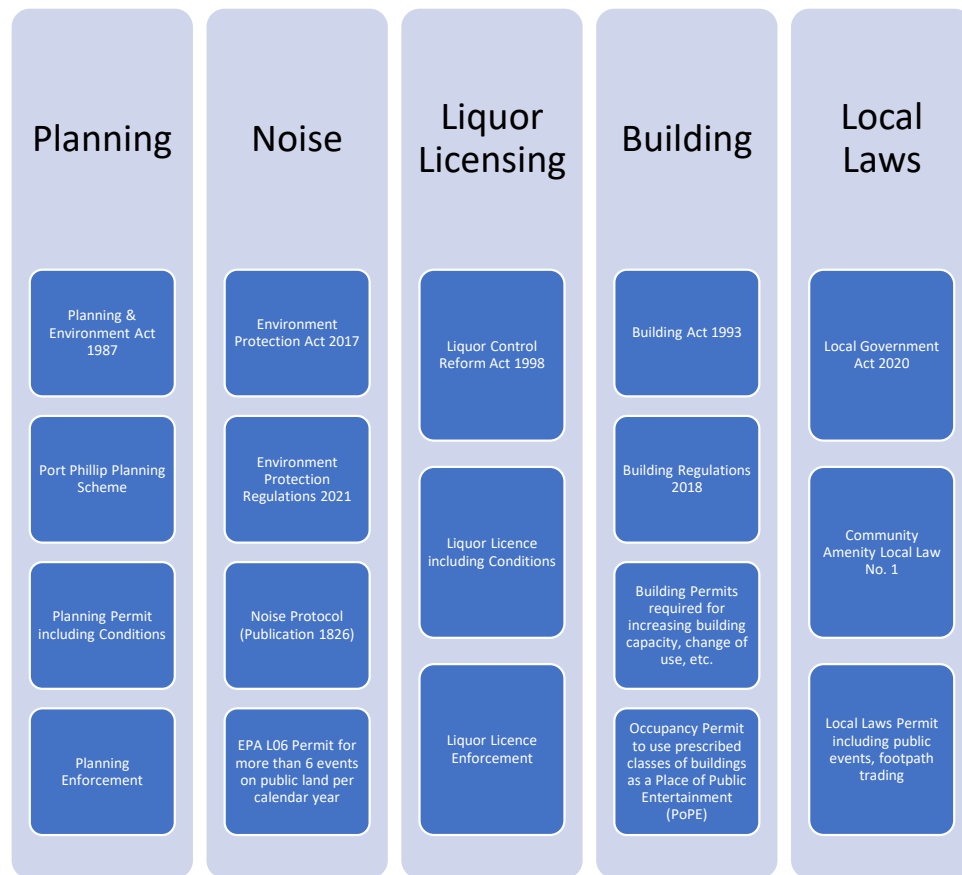 Planning
Planning &
Environment Act
1987
Port Phillip Planning
Scheme
Planning Permit
including Conditions
Planning
Enforcement
Noise
Environment
Protection Act 2017
Environment
Protection
Regulations 2021
Noise Protocol
(Publication 1826)
EPA L06 Permit for
more than 6 events
on public land per
calendar year
Liquor
Licensing
Liquor Control
Reform Act 1998
Liquor Licence
including Conditions
Liquor Licence
Enforcement
Building
Building Act 1993
Building Regulations
2018
Building Permits
required for
increasing building
capacity, change of
use, etc.
Occupancy Permit
to use prescribed
classes of buildings
as a Place of Public
Entertainment
(PoPE)
Local
Laws
Local Government
Act 2020
Community
Amenity Local Law
No. 1
Local Laws Permit
including public
events, footpath
trading